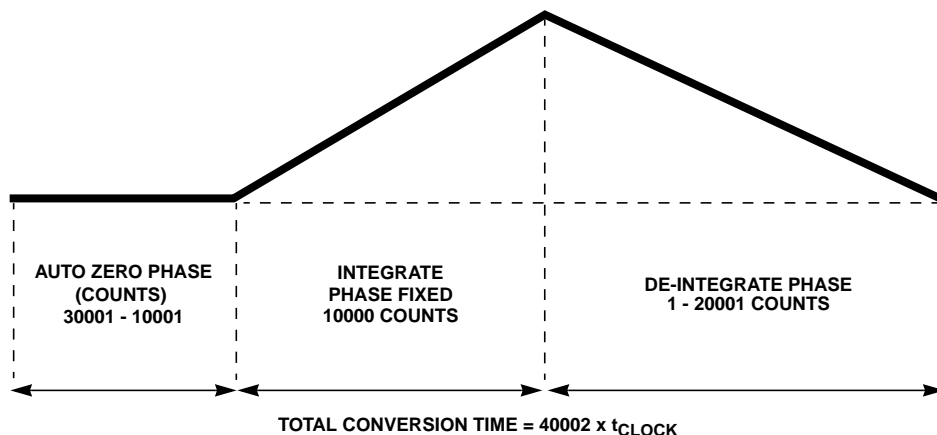 AUTO ZERO PHASE
(COUNTS)
30001 - 10001
INTEGRATE
PHASE FIXED
10000 COUNTS
DE-INTEGRATE PHASE
1 - 20001 COUNTS
TOTAL CONVERSION TIME = 40002 x tCLOCK